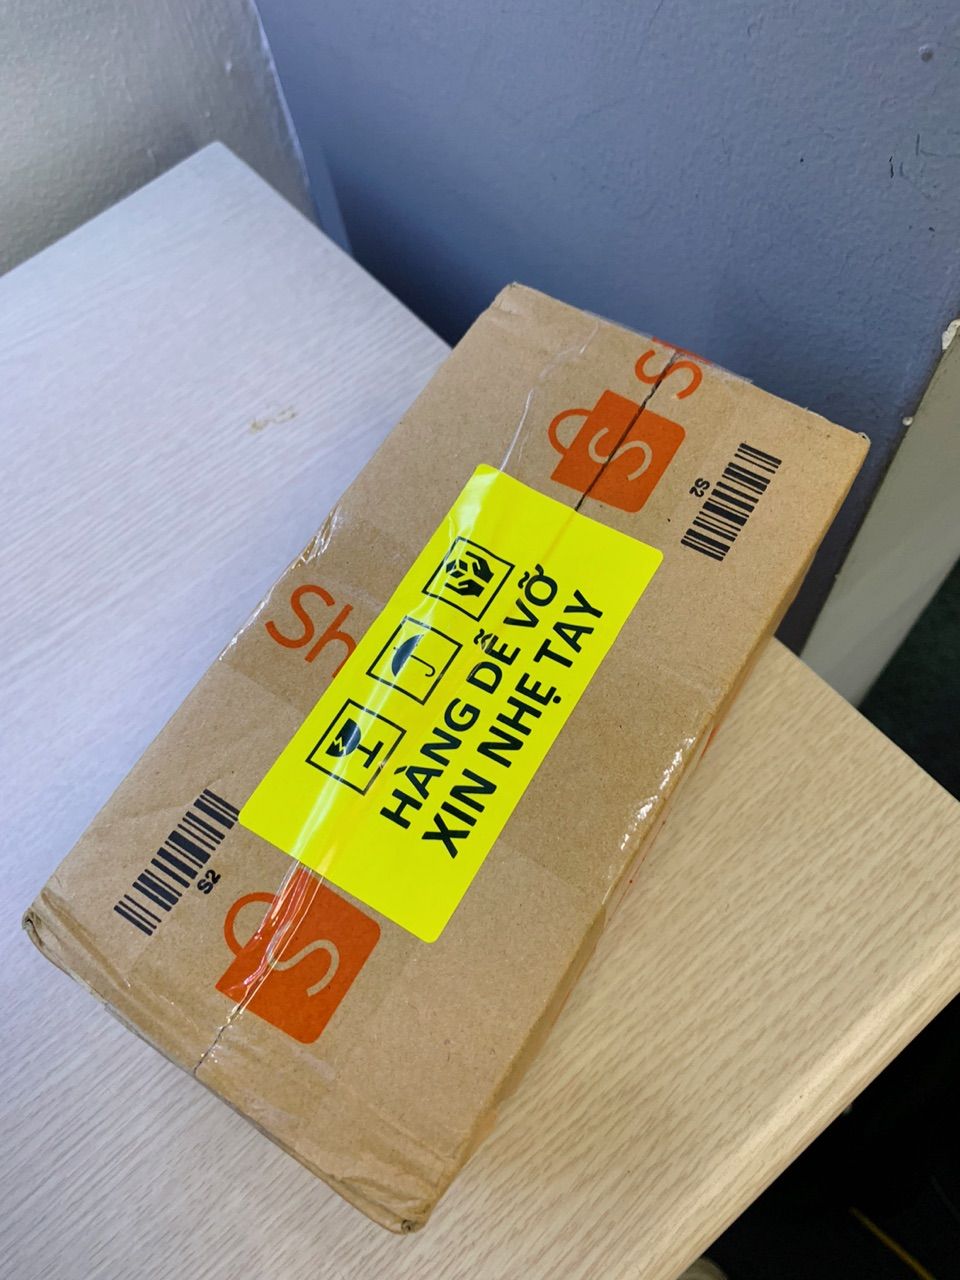 S
S
S2
HÀNG DỄ VỠ
XIN NHẸ TAY
Sh
S2
S